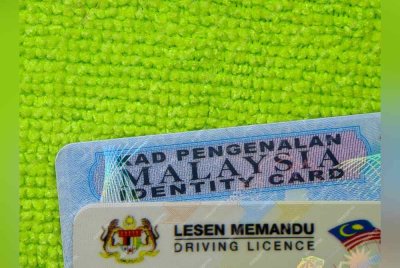 KAD PENGENALAN
MALAYSIA
IDENTITY CARD
LESEN MEMANDU
DRIVING LICENCE